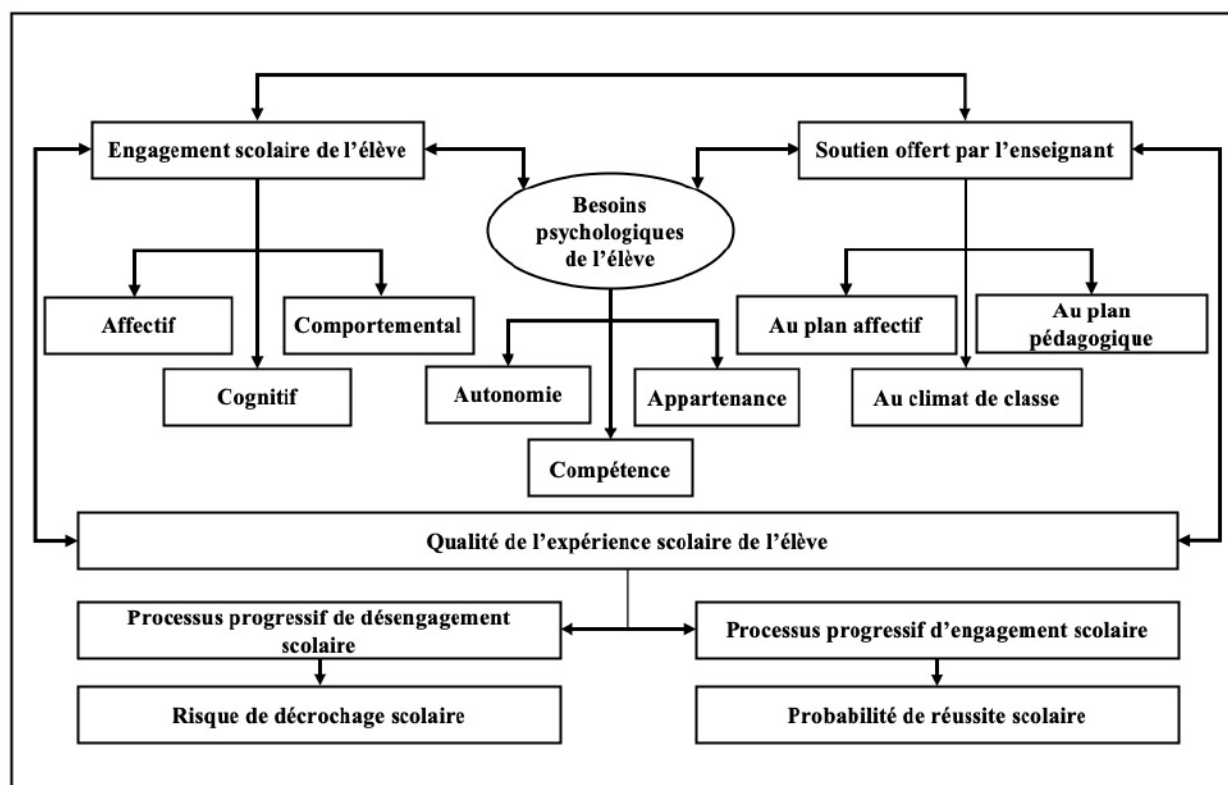 Engagement scolaire de l'élève
Soutien offert par l'enseignant
Besoins
psychologiques
de l'élève
Affectif
Comportemental
Cognitif
Autonomie
Appartenance
Compétence
Au plan affectif
Au plan
pédagogique
Au climat de classe
Qualité de l'expérience scolaire de l'élève
Processus progressif de désengagement
scolaire
Processus progressif d'engagement scolaire
Risque de décrochage scolaire
Probabilité de réussite scolaire